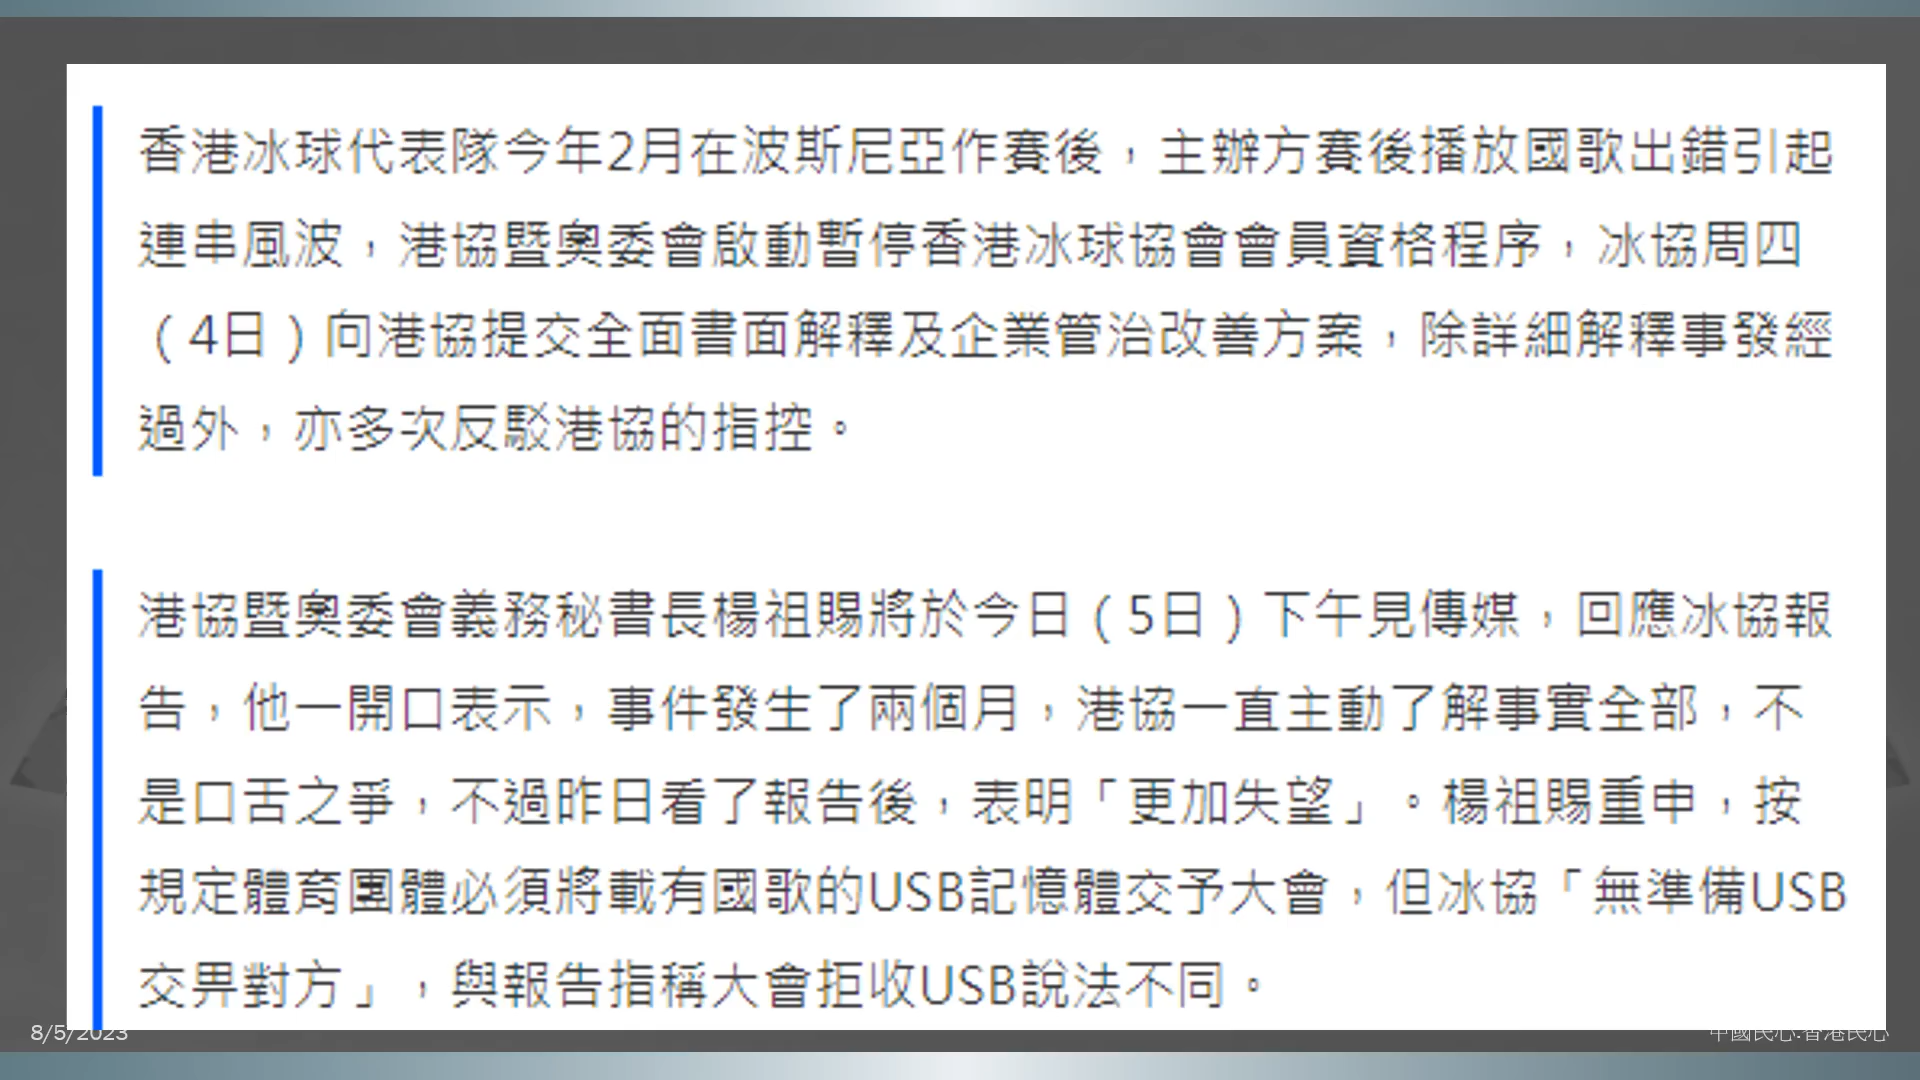 香港冰球代表隊今年2月在波斯尼亞作賽後，主辦方賽後播放國歌出錯引起
連串風波，港協暨奧委會啟動暫停香港冰球協會會員資格程序，冰協周四
（4日）向港協提交全面書面解釋及企業管治改善方案，除詳細解釋事發經
過外，亦多次反駁港協的指控。
港協暨奧委會義務秘書長楊祖賜將於今日（5日）下午見傳媒，回應冰協報
告，他一開口表示，事件發生了兩個月，港協一直主動了解事實全部，不
是口舌之爭，不過昨日看了報告後，表明「更加失望」。楊祖賜重申，按
規定體育團體必須將載有國歌的USB記憶體交予大會，但冰協「無準備USB
交畀對方」，與報告指稱大會拒收USB說法不同。
8/5/2023
中國民心.香港民心